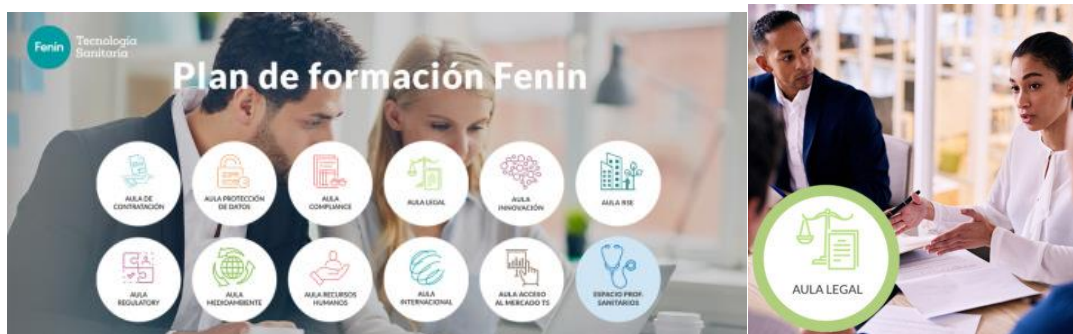 Fenin
Tecnología
Sanitaria
Plan de formación Fenin
AULA DE
CONTRATACIÓN
AULA PROTECCIÓN
DE DATOS
AULA
COMPLIANCE
AULA LEGAL
AULA
INNOVACIÓN
AULA RSE
AULA
REGULATORY
AULA
MEDIOAMBIENTE
AULA RECURSOS
HUMANOS
AULA
INTERNACIONAL
AULA ACCESO
AL MERCADO TS
ESPACIO PROF.
SANITARIOS
AULA LEGAL